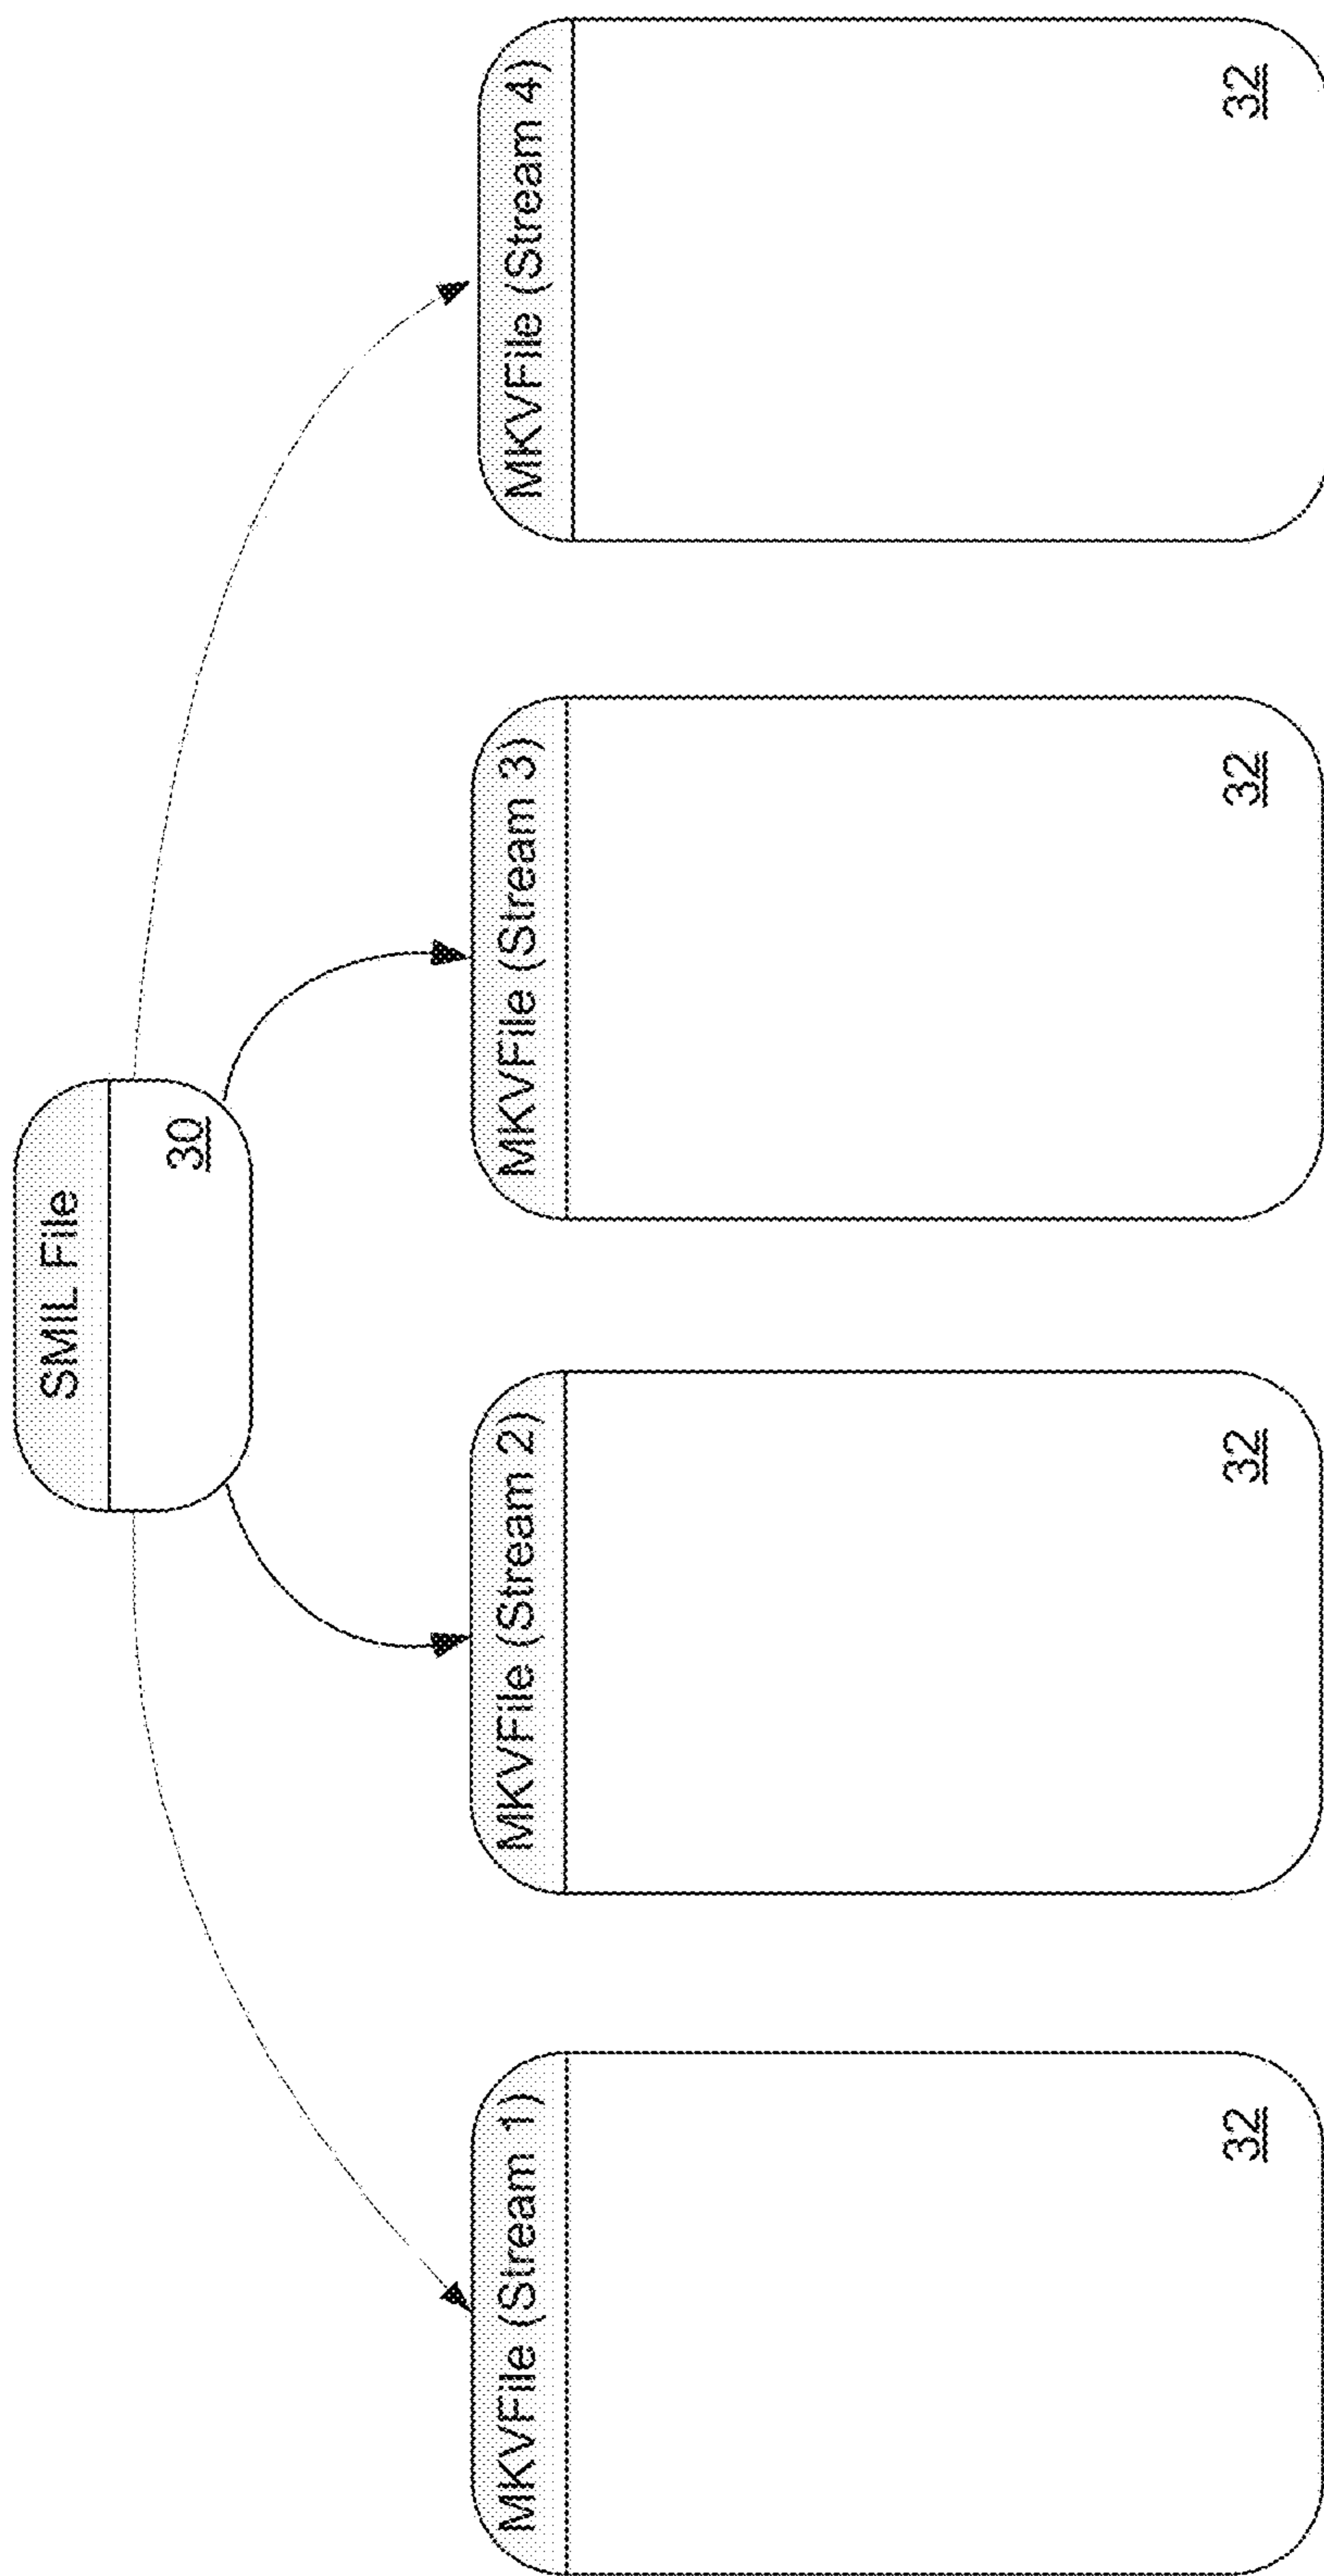 SMIL File
30
MKVFile (Stream 1)
32
MKVFile (Stream 2)
32
MKVFile (Stream 3)
32
MKVFile (Stream 4)
32